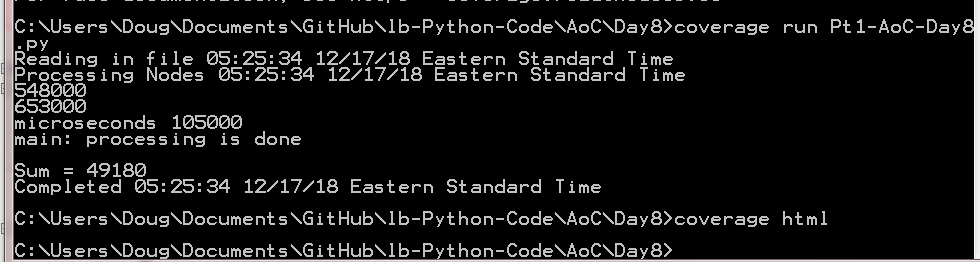 C:\Users\Doug\Documents\GitHub\lb-Python-Code\AoC\Day8>coverage run Pt1-AoC-Day8
.py
Reading in file 05:25:34 12/17/18 Eastern Standard Time
Processing Nodes 05:25:34 12/17/18 Eastern Standard Time
548000
653000
microseconds 105000
main: processing is done
Sum = 49180
Completed 05:25:34 12/17/18 Eastern Standard Time
C:\Users\Doug\Documents\GitHub\lb-Python-Code\AoC\Day8>coverage html
C:\Users\Doug\Documents\GitHub\lb-Python-Code\AoC\Day8>